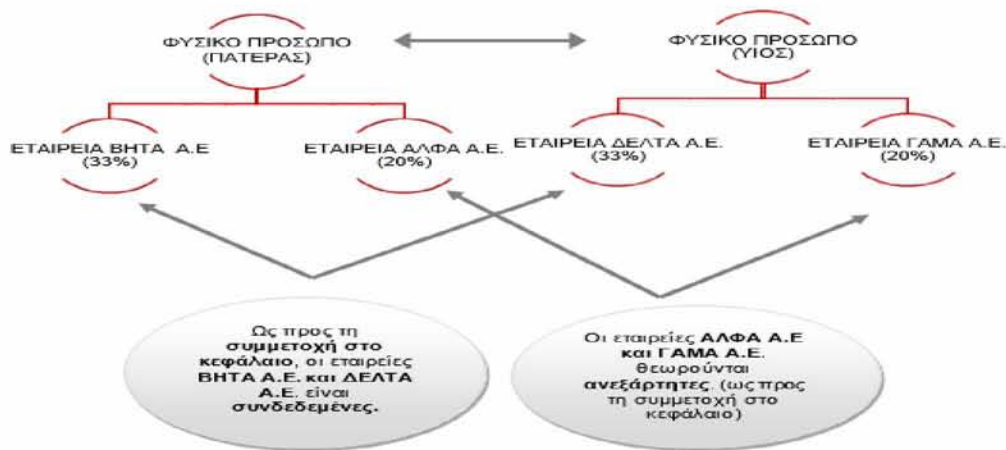 ΦΥΣΙΚΟ ΠΡΟΣΩΠΟ
(ΠΑΤΕΡΑΣ)
ΦΥΣΙΚΟ ΠΡΟΣΩΠΟ
(ΥΙΟΣ)
ΕΤΑΙΡΕΙΑ ΒΗΤΑ Α.Ε
(33%)
ΕΤΑΙΡΕΙΑ ΑΛΦΑ Α.Ε.
(20%)
ΕΤΑΙΡΕΙΑ ΔΕΛΤΑ Α.Ε.
(33%)
ΕΤΑΙΡΕΙΑ ΓΑΜΑ Α.Ε.
(20%)
Ως προς τη
συμμετοχή στο
κεφάλαιο, οι εταιρείες
ΒΗΤΑ Α.Ε. και ΔΕΛΤΑ
Α.Ε. είναι
συνδεδεμένες.
Οι εταιρείες ΑΛΦΑ Α.Ε
και ΓΑΜΑ Α.Ε.
θεωρούνται
ανεξάρτητες. (ως προς
τη συμμετοχή στο
κεφάλαιο)